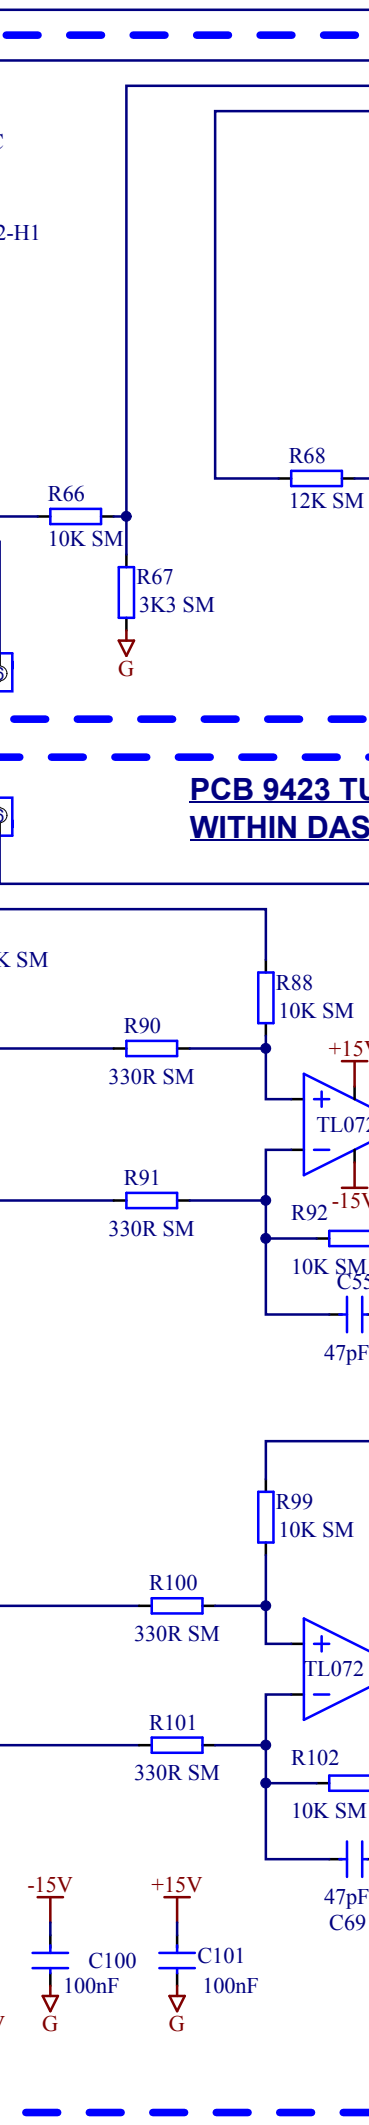 2-H1
R68
12K SM
R66
10K SM
R67
3K3 SM
G
PCB 9423 TU
WITHIN DAS
K SM
R88
10K SM
R90
330R SM
+15V
+
TL072
-
R91
330R SM
-15V
R92
10K SM
C55
47pF
R99
10K SM
R100
330R SM
+
TL072
-
R101
330R SM
R102
10K SM
47pF
C69
-15V
+15V
C100
100nF
C101
100nF
G
G